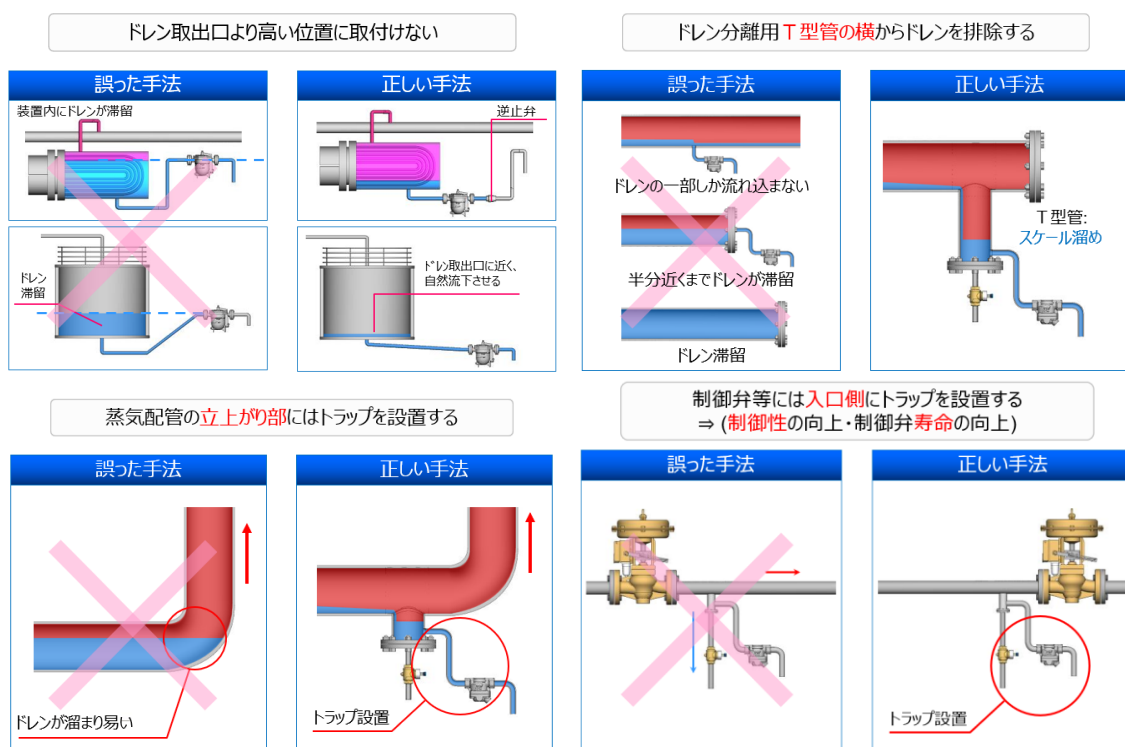 ドレン取出口より高い位置に取付けない
誤った手法
正しい手法
装置内にドレンが滞留
逆止弁
ドレン
滞留
ドレン取出口に近く、
自然流下させる
ドレン分離用T型管の横からドレンを排除する
誤った手法
正しい手法
ドレンの一部しか流れ込まない
半分近くまでドレンが滞留
ドレン滞留
T型管:
スケール溜め
蒸気配管の立上がり部にはトラップを設置する
誤った手法
正しい手法
ドレンが溜まり易い
トラップ設置
制御弁等には入口側にトラップを設置する
⇒ (制御性の向上・制御弁寿命の向上)
誤った手法
正しい手法
トラップ設置